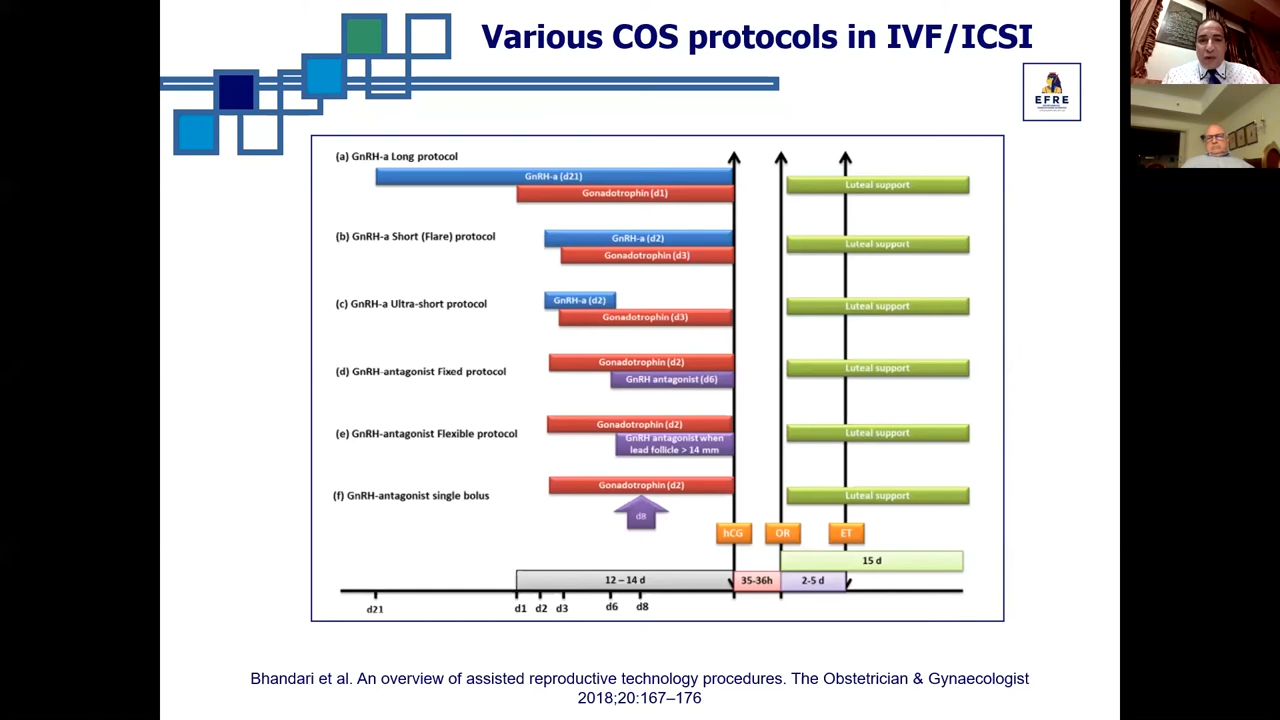 Various COS protocols in IVF/ICSI
EFRE
(a) GnRH-a Long protocol
GnRH-a (d21)
Gonadotrophin (d1)
Luteal support
(b) GnRH-a Short (Flare) protocol
GnRH-a (d2)
Gonadotrophin (d3)
Luteal support
(c) GnRH-a Ultra-short protocol
GnRH-a (d2)
Gonadotrophin (d3)
Luteal support
(d) GnRH-antagonist Fixed protocol
Gonadotrophin (d2)
GnRH antagonist (d6)
Luteal support
(e) GnRH-antagonist Flexible protocol
Gonadotrophin (d2)
GnRH antagonist when
lead follicle > 14 mm
Luteal support
(f) GnRH-antagonist single bolus
Gonadotrophin (d2)
d8
Luteal support
hCG OR ET
15 d
12 – 14 d 35-36h 2-5 d
d21 d1 d2 d3 d6 d8
Bhandari et al. An overview of assisted reproductive technology procedures. The Obstetrician & Gynaecologist
2018;20:167–176